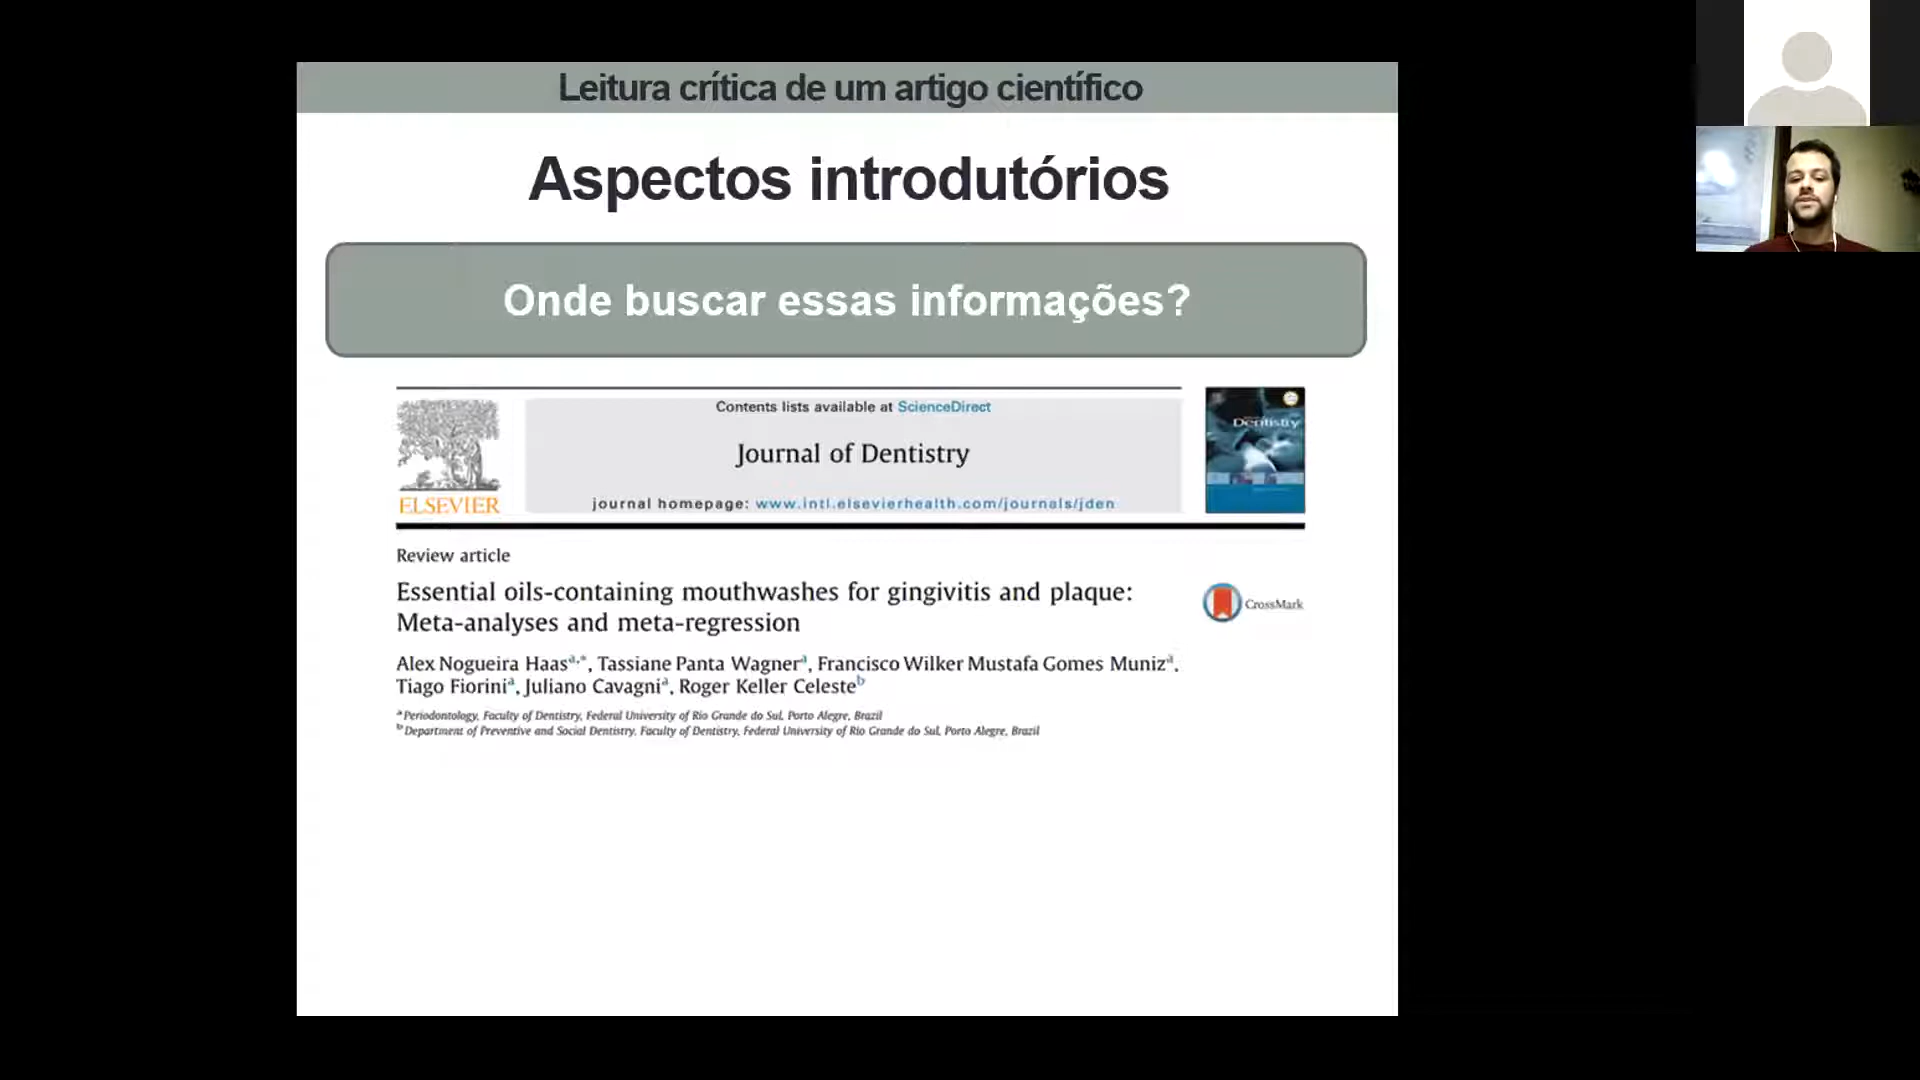 Leitura crítica de um artigo científico
Aspectos introdutórios
Onde buscar essas informações?
Contents lists available at ScienceDirect
Journal of Dentistry
journal homepage: www.intl.elsevierhealth.com/journals/jden
ELSEVIER
Dentistry
Review article
Essential oils-containing mouthwashes for gingivitis and plaque:
Meta-analyses and meta-regression
CrossMark
Alex Nogueira Haasa,*, Tassiane Panta Wagnera, Francisco Wilker Mustafa Gomes Muniza,
Tiago Fiorinia, Juliano Cavagnia, Roger Keller Celesteb
a Periodontology, Faculty of Dentistry, Federal University of Rio Grande do Sul, Porto Alegre, Brazil
b Department of Preventive and Social Dentistry, Faculty of Dentistry, Federal University of Rio Grande do Sul, Porto Alegre, Brazil